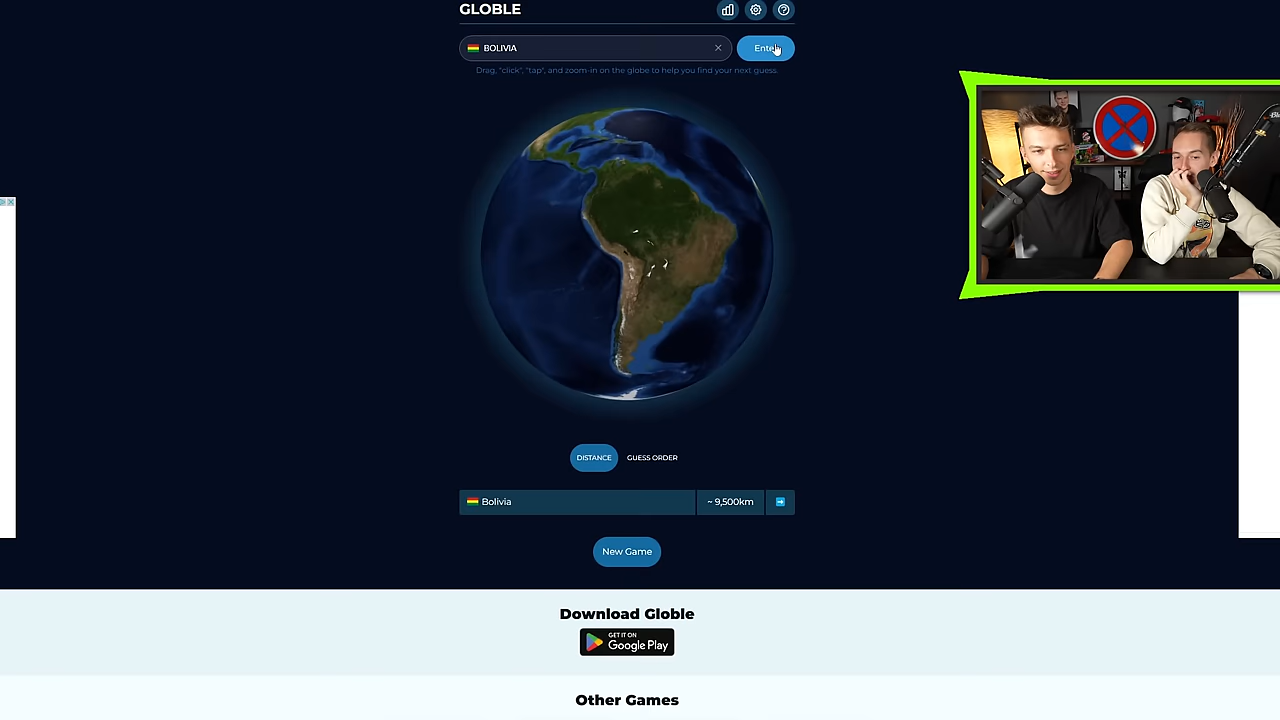 GLOBLE
BOLIVIA
Enter
Drag, "click", "tap", and zoom-in on the globe to help you find your next guess.
DISTANCE
GUESS ORDER
Bolivia
~ 9,500km
New Game
Download Globle
GET IT ON
Google Play
Other Games